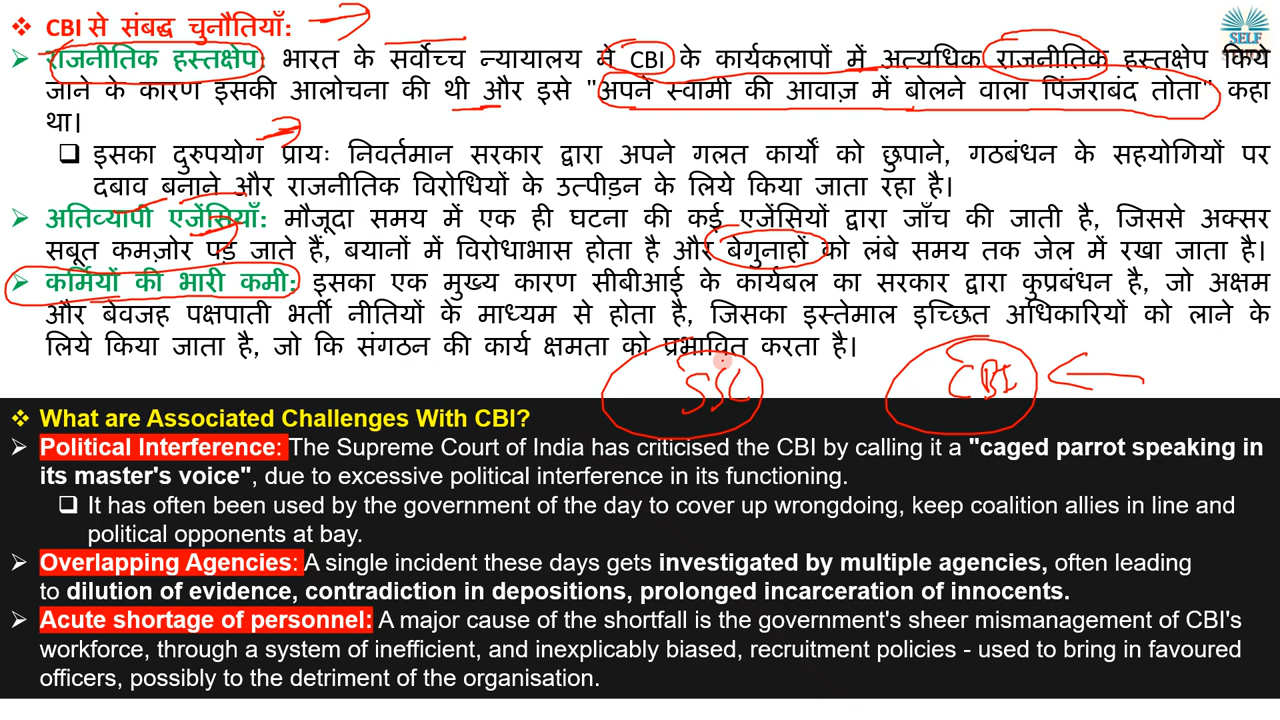 ❖ CBI से संबद्ध चुनौतियाँ:
SELF
➢ राजनीतिक हस्तक्षेप: भारत के सर्वोच्च न्यायालय ने CBI के कार्यकलापों में अत्यधिक राजनीतिक हस्तक्षेप किये
जाने के कारण इसकी आलोचना की थी और इसे "अपने स्वामी की आवाज़ में बोलने वाला पिंजराबंद तोता" कहा
था।
❑ इसका दुरुपयोग प्रायः निवर्तमान सरकार द्वारा अपने गलत कार्यों को छुपाने, गठबंधन के सहयोगियों पर
दबाव बनाने और राजनीतिक विरोधियों के उत्पीड़न के लिये किया जाता रहा है।
➢ अतिव्यापी एजेंसियाँ: मौजूदा समय में एक ही घटना की कई एजेंसियों द्वारा जाँच की जाती है, जिससे अक्सर
सबूत कमज़ोर पड़ जाते हैं, बयानों में विरोधाभास होता है और बेगुनाहों को लंबे समय तक जेल में रखा जाता है।
➢ कर्मियों की भारी कमी: इसका एक मुख्य कारण सीबीआई के कार्यबल का सरकार द्वारा कुप्रबंधन है, जो अक्षम
और बेवजह पक्षपाती भर्ती नीतियों के माध्यम से होता है, जिसका इस्तेमाल इच्छित अधिकारियों को लाने के
लिये किया जाता है, जो कि संगठन की कार्य क्षमता को प्रभावित करता है।
SSC CBI
❖ What are Associated Challenges With CBI?
➢ Political Interference: The Supreme Court of India has criticised the CBI by calling it a "caged parrot speaking in
its master's voice", due to excessive political interference in its functioning.
❑ It has often been used by the government of the day to cover up wrongdoing, keep coalition allies in line and
political opponents at bay.
➢ Overlapping Agencies: A single incident these days gets investigated by multiple agencies, often leading
to dilution of evidence, contradiction in depositions, prolonged incarceration of innocents.
➢ Acute shortage of personnel: A major cause of the shortfall is the government's sheer mismanagement of CBI's
workforce, through a system of inefficient, and inexplicably biased, recruitment policies - used to bring in favoured
officers, possibly to the detriment of the organisation.